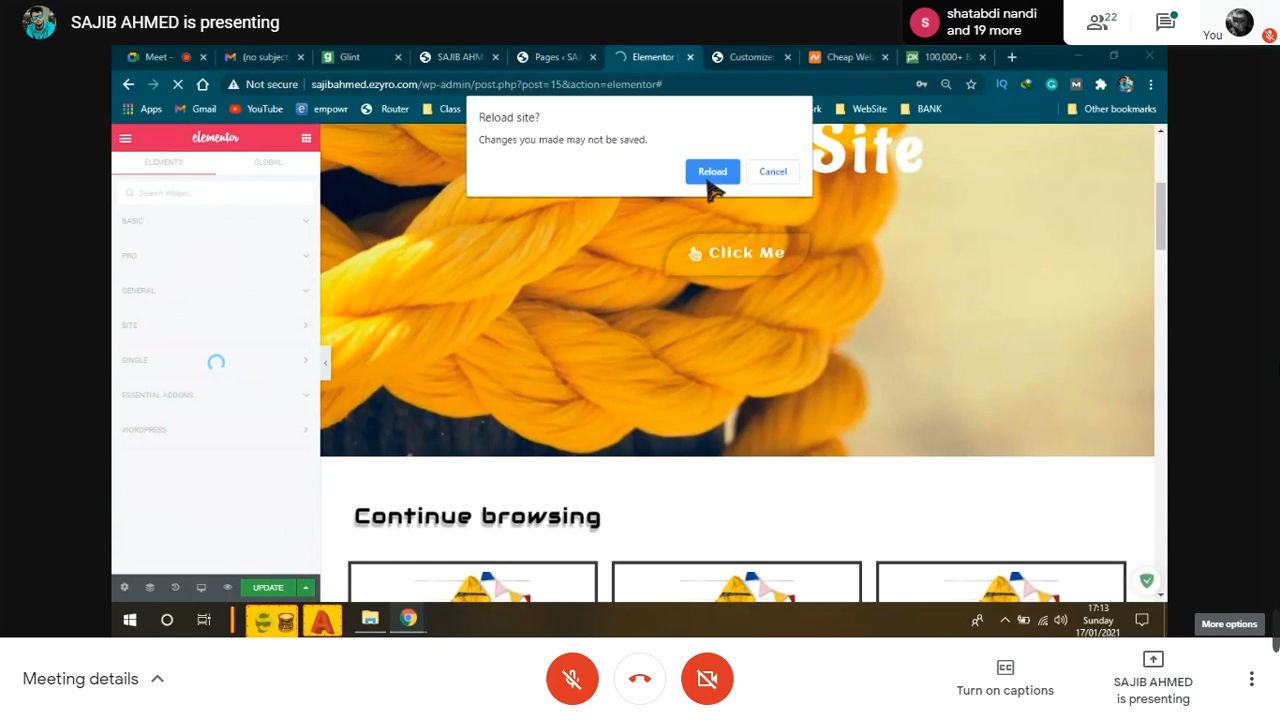 SAJIB AHMED is presenting
S
shatabdi nandi
and 19 more
22
You
Meet –
(no subject
Glint
SAJIB AHM
Pages ‹ SA
Elementor
Customize:
Cheap Web
100,000+ B
Not secure
sajibahmed.ezyro.com/wp-admin/post.php?post=15&action=elementor#
Apps
Gmail
YouTube
empowr
Router
Class
rk
WebSite
BANK
Other bookmarks
Reload site?
Changes you made may not be saved.
Reload
Cancel
elementor
ELEMENTS
GLOBAL
Search Widget...
BASIC
PRO
GENERAL
SITE
SINGLE
ESSENTIAL ADDONS
WORDPRESS
UPDATE
Site
Click Me
Continue browsing
17:13
Sunday
17/01/2021
More options
Meeting details
Turn on captions
SAJIB AHMED
is presenting